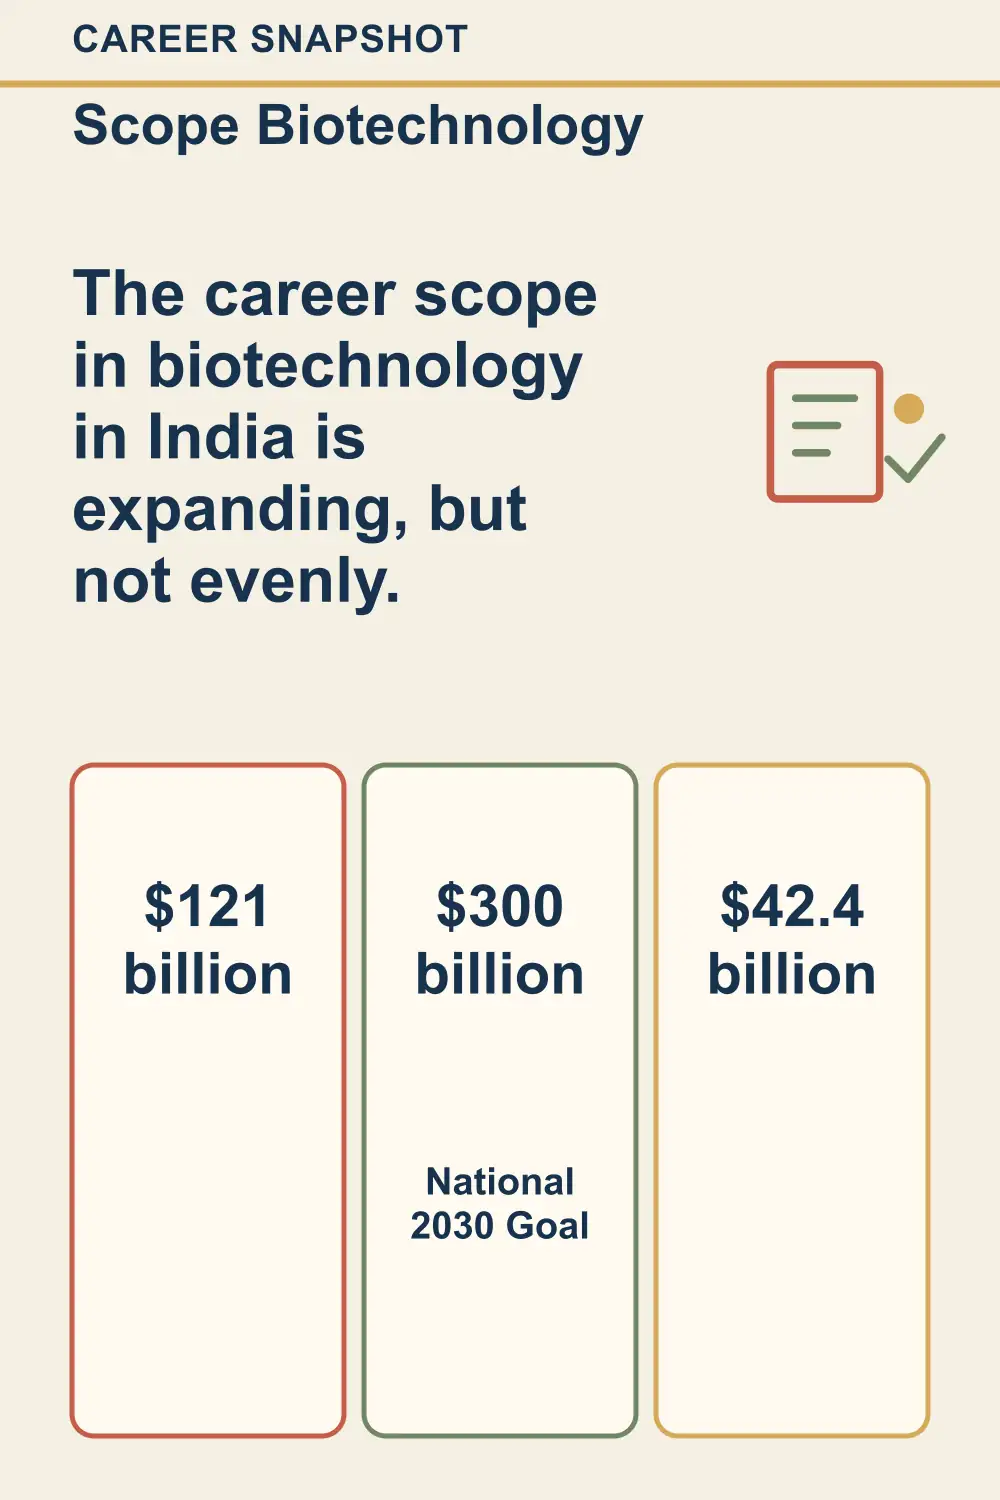 CAREER SNAPSHOT
Scope Biotechnology
The career scope
in biotechnology
in India is
expanding, but
not evenly.
$121
billion
$300
billion
National
2030 Goal
$42.4
billion